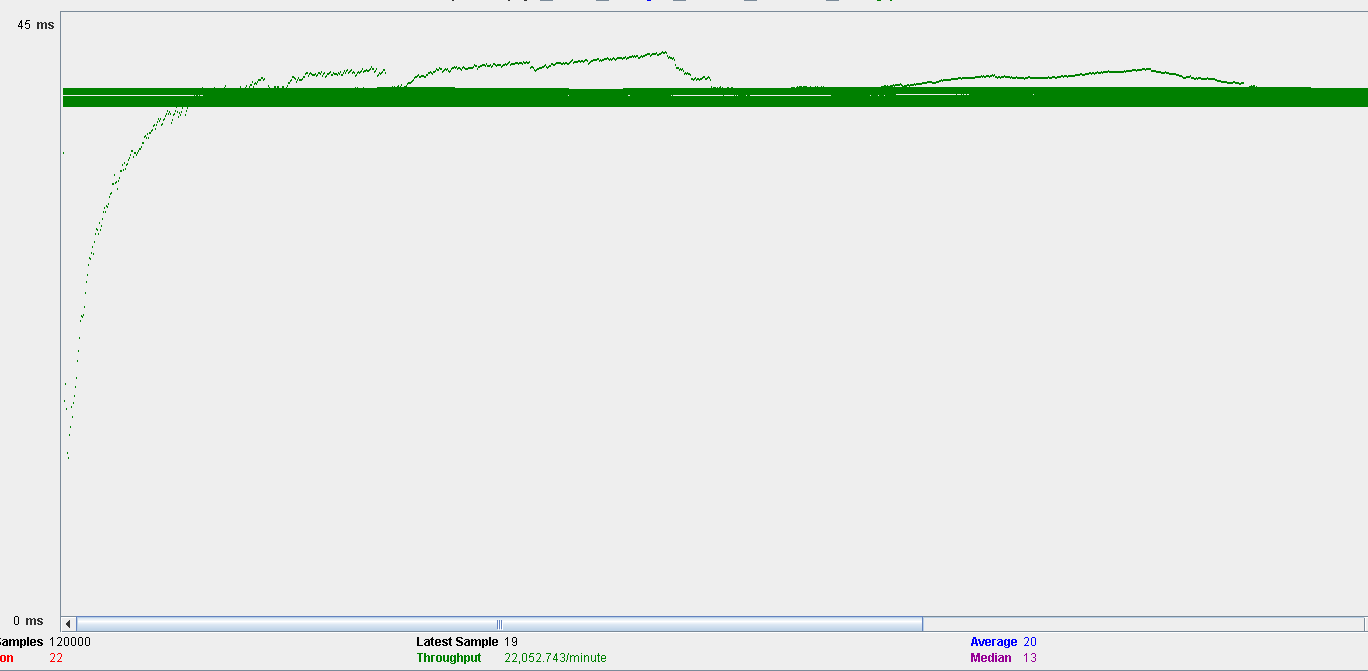 45 ms
0 ms
amples 120000 Latest Sample 19 Average 20
on 22 Throughput 22,052.743/minute Median 13